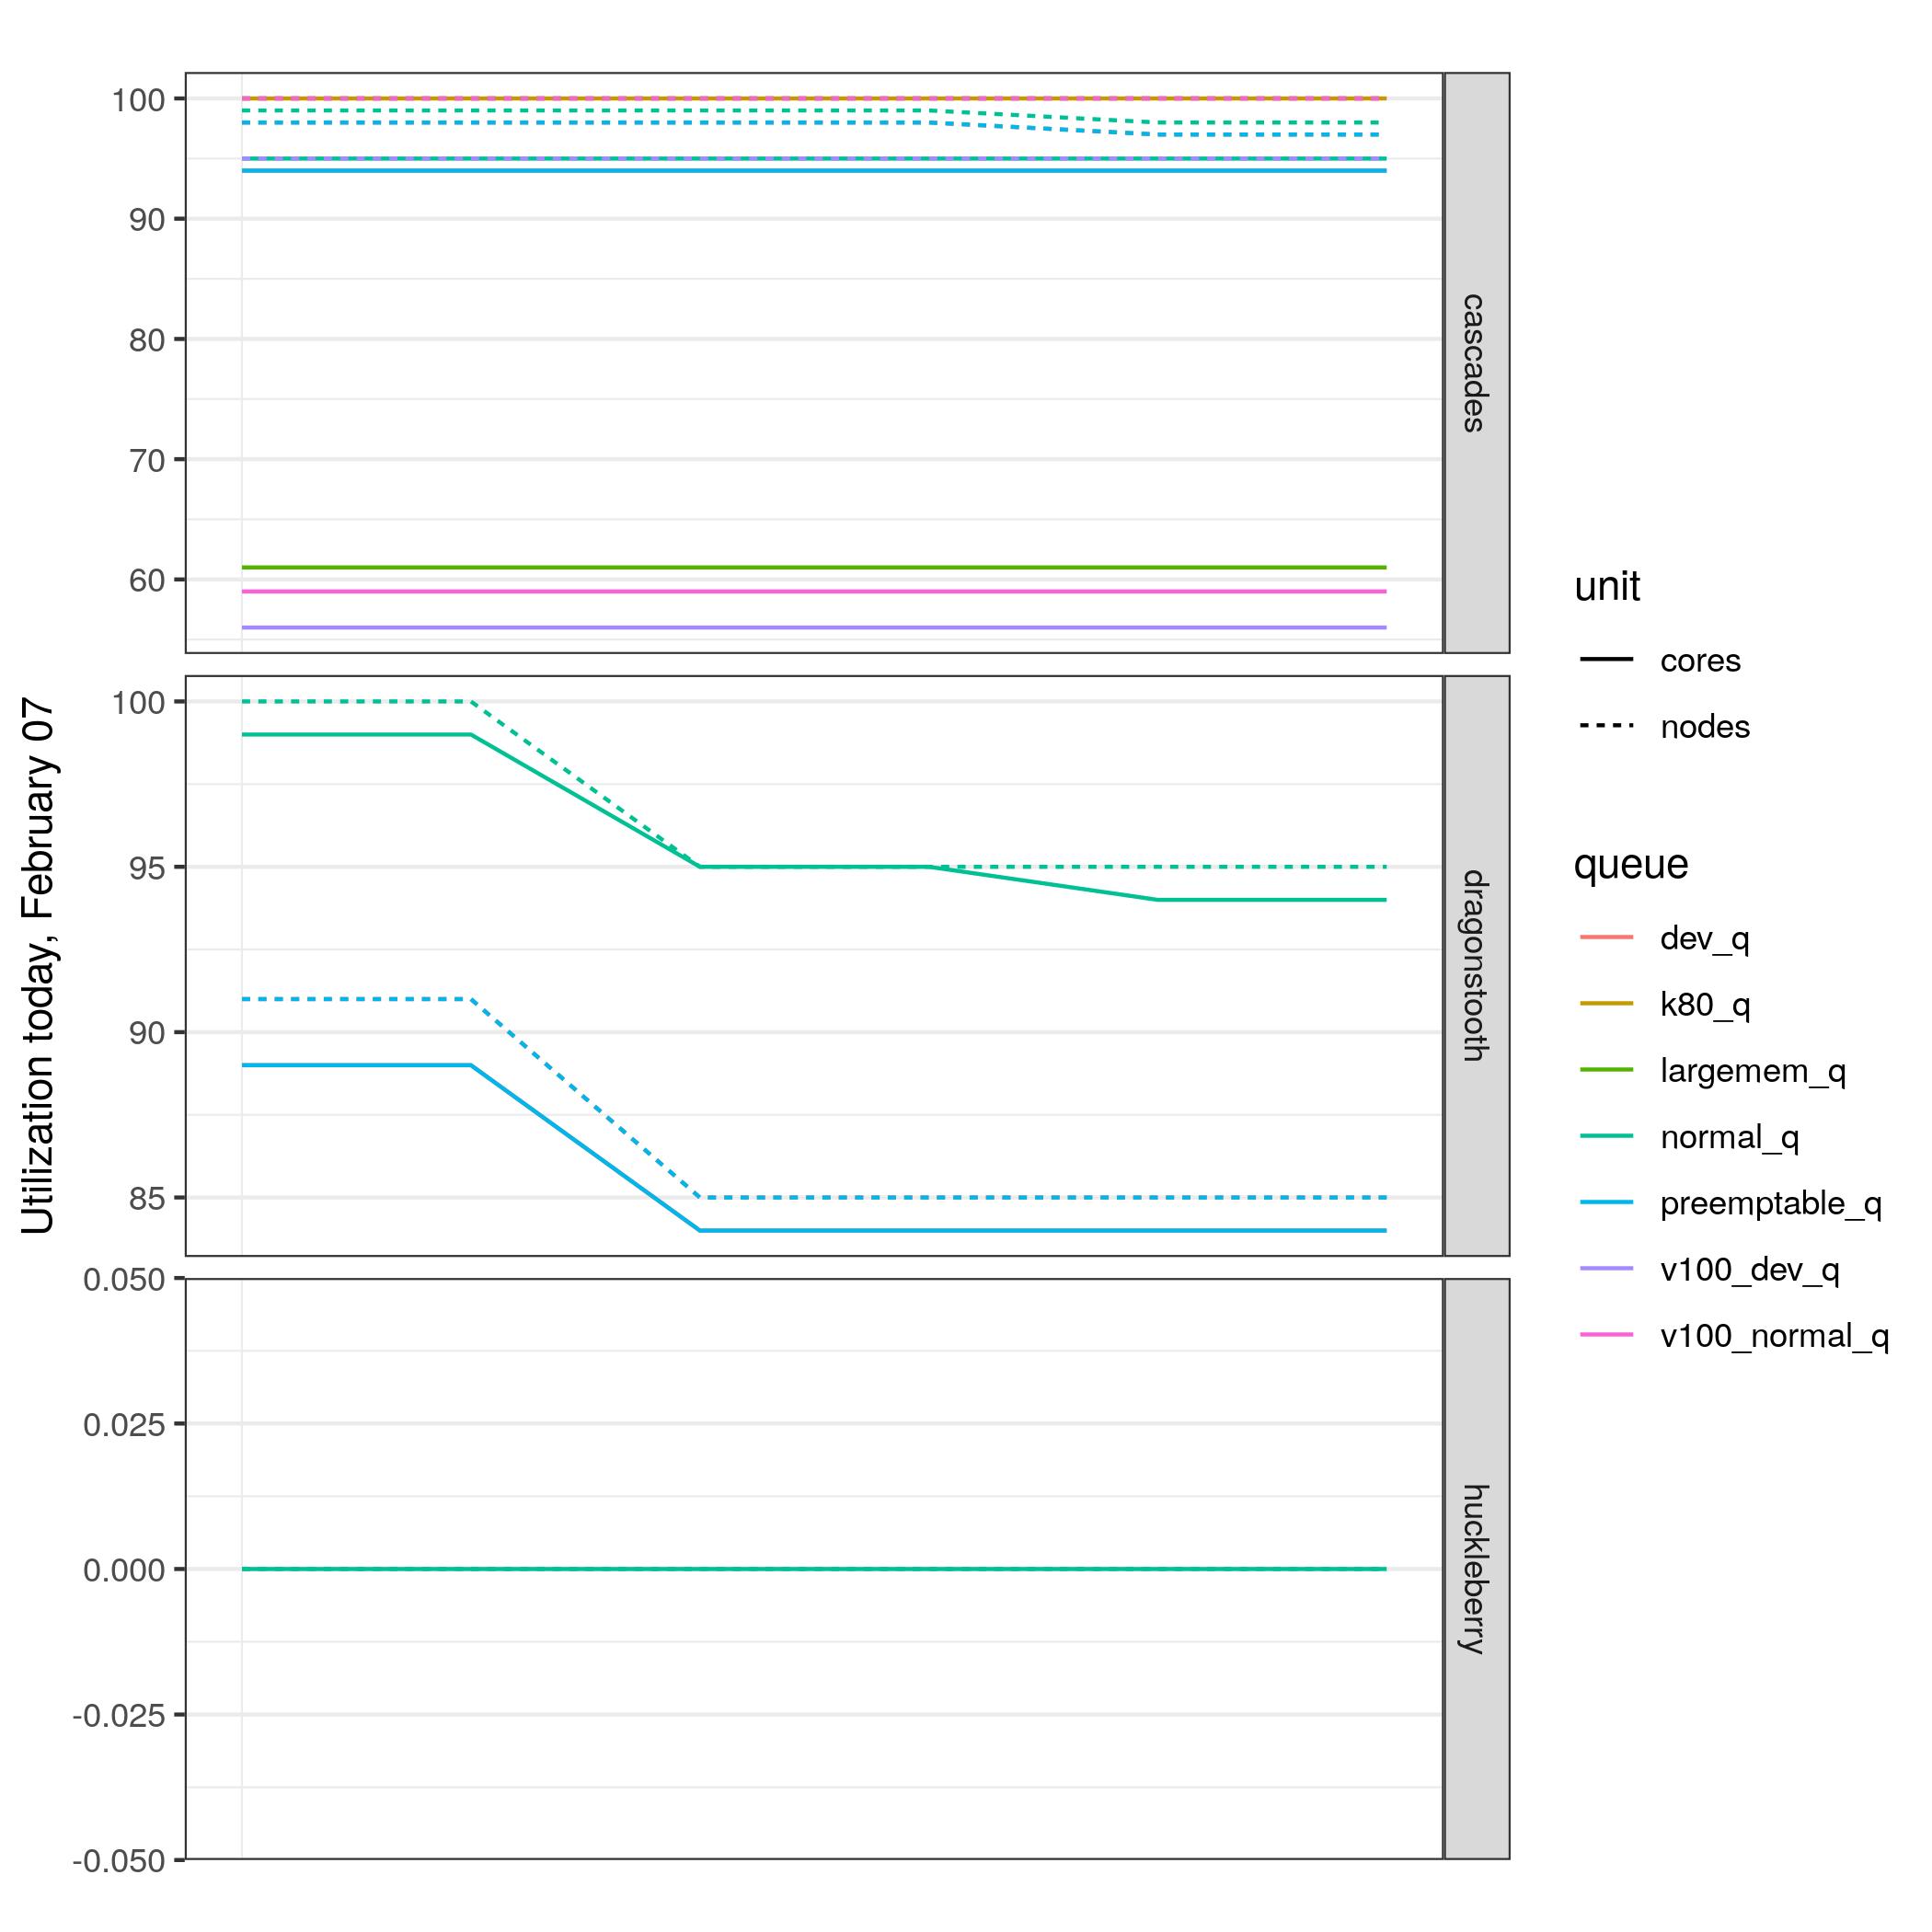 Utilization today, February 07
100
90
80
70
60
cascades
100
95
90
85
dragonstooth
0.050
0.025
0.000
-0.025
-0.050
huckleberry
unit
cores
nodes
queue
dev_q
k80_q
largemem_q
normal_q
preemptable_q
v100_dev_q
v100_normal_q